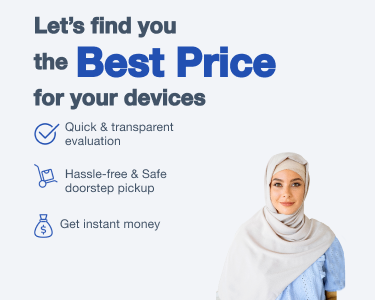 Let's find you
the Best Price
for your devices
Quick & transparent
evaluation
Hassle-free & Safe
doorstep pickup
$
Get instant money